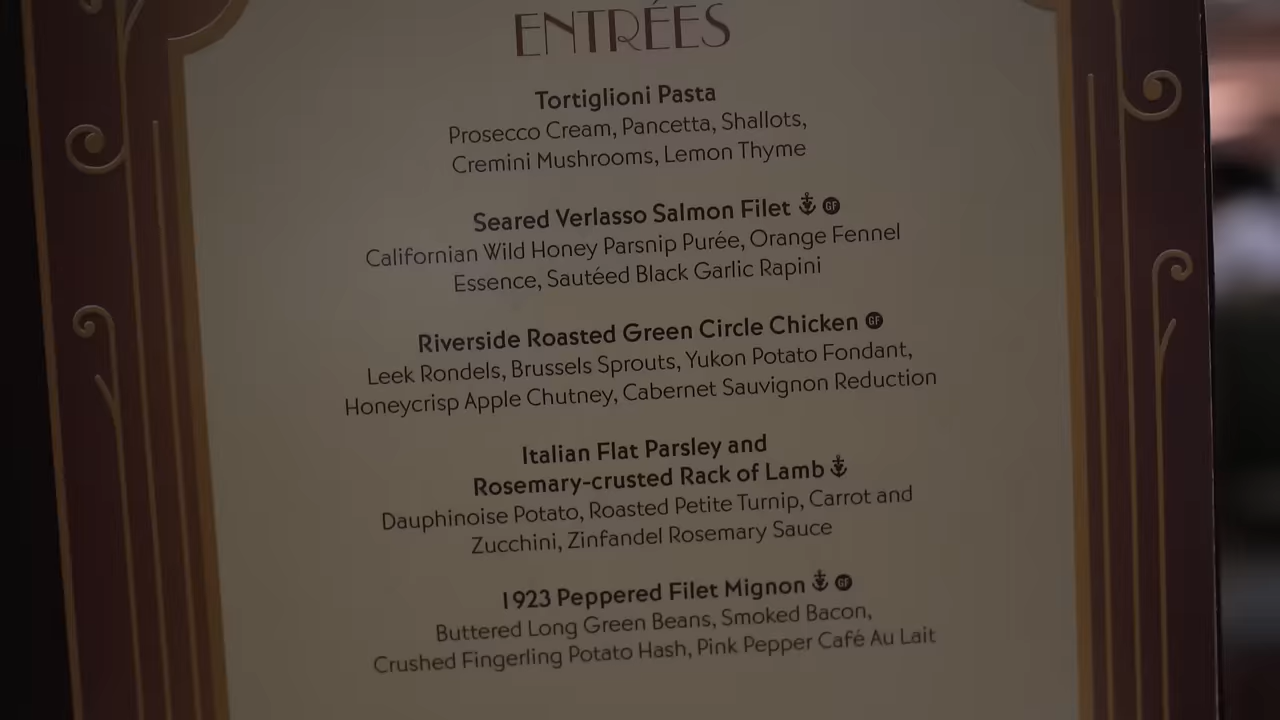 ENTRÉES
Tortiglioni Pasta
Prosecco Cream, Pancetta, Shallots,
Cremini Mushrooms, Lemon Thyme
Seared Verlasso Salmon Filet GF
Californian Wild Honey Parsnip Purée, Orange Fennel
Essence, Sautéed Black Garlic Rapini
Riverside Roasted Green Circle Chicken GF
Leek Rondels, Brussels Sprouts, Yukon Potato Fondant,
Honeycrisp Apple Chutney, Cabernet Sauvignon Reduction
Italian Flat Parsley and
Rosemary-crusted Rack of Lamb
Dauphinoise Potato, Roasted Petite Turnip, Carrot and
Zucchini, Zinfandel Rosemary Sauce
1923 Peppered Filet Mignon GF
Buttered Long Green Beans, Smoked Bacon,
Crushed Fingerling Potato Hash, Pink Pepper Café Au Lait